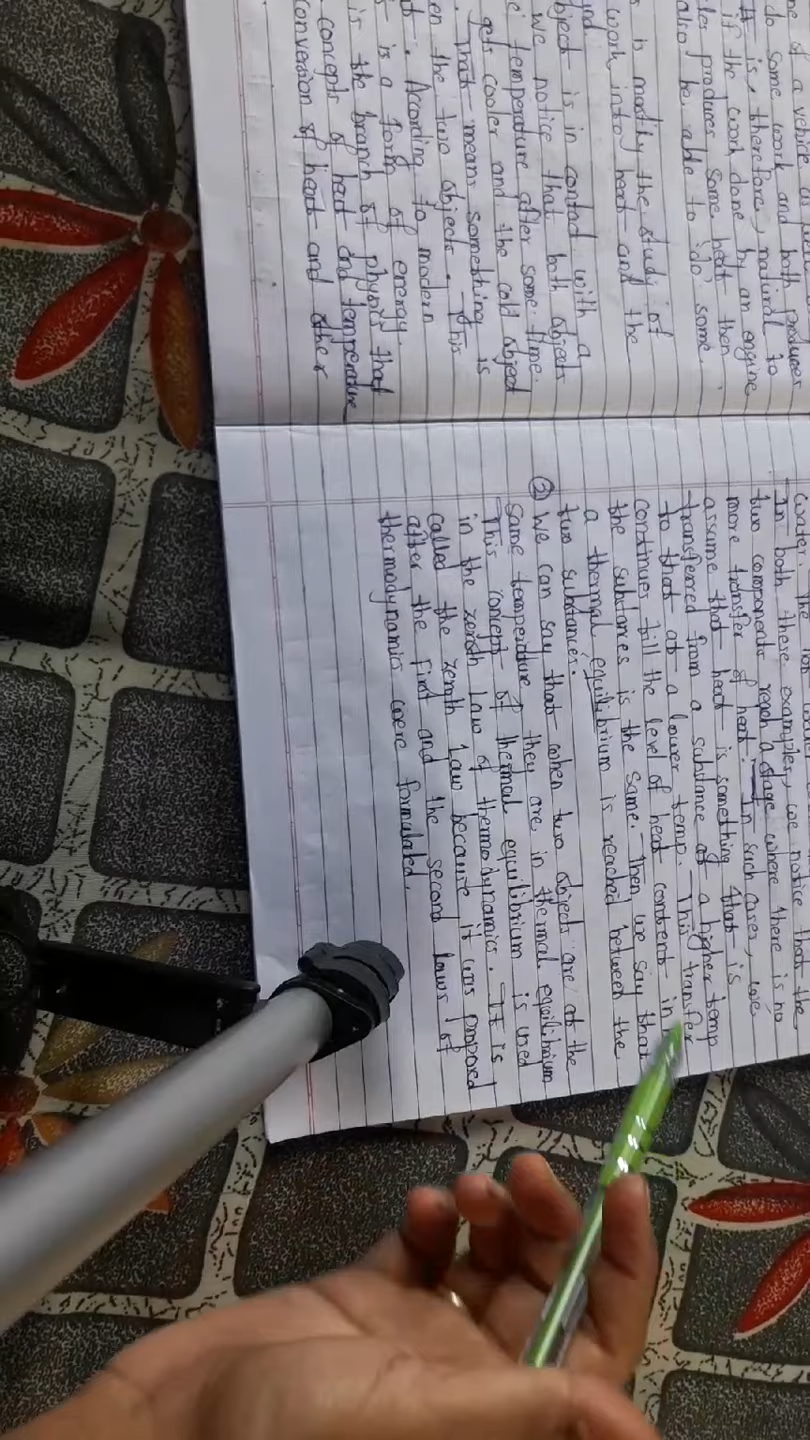 me of a vehicle is
do some work and both produces
It is, therefore, natural to
if the work done by an engine
les produces some heat then
also be able to 'do' some
s is mostly the study of
work into heat and the
bject is in contact with a
we notice that both objects
temperature after some time.
gets cooler and the cold object
. That means something is
en the two objects. This
. According to modern
is a form of energy.
is the branch of physics that
concepts of heat and temperature
conversion of heat and other
water. The
In both these examples, we notice that the
two components reach a stage where there is no
more transfer of heat. In such cases, we
assume that heat is something that is
transferred from a substance at a higher temp
to that at a lower temp. This transfer
continues till the level of heat content in
the substances is the same. Then we say that
a thermal equilibrium is reached between the
two substances.
② We can say that when two objects are at the
same temperature, they are in thermal equilibrium
This concept of thermal equilibrium is used
in the zeroth law of thermodynamics. It is
called the zeroth law because it was proposed
after the first and the second laws of
thermodynamics were formulated.